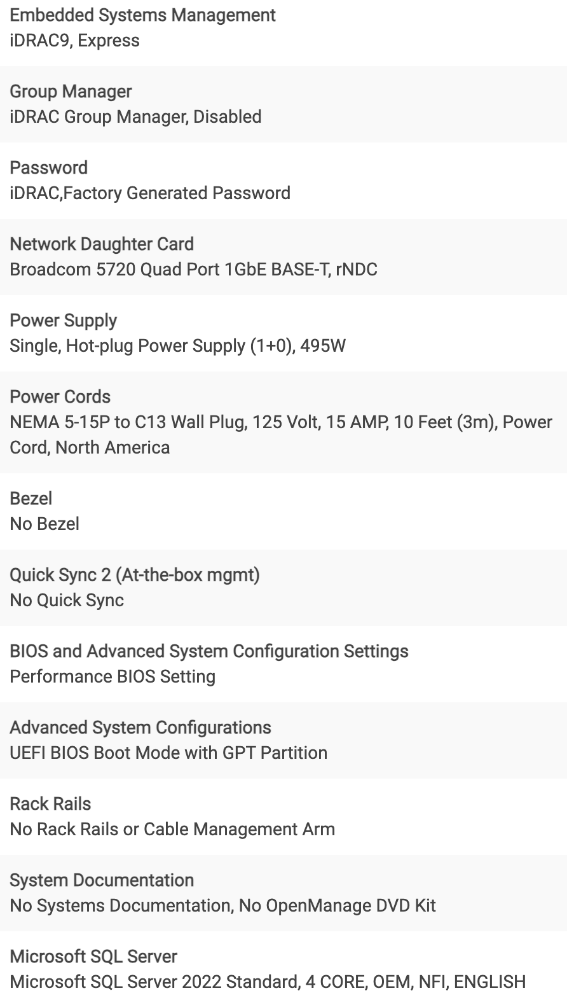 Embedded Systems Management
iDRAC9, Express
Group Manager
iDRAC Group Manager, Disabled
Password
iDRAC,Factory Generated Password
Network Daughter Card
Broadcom 5720 Quad Port 1GbE BASE-T, rNDC
Power Supply
Single, Hot-plug Power Supply (1+0), 495W
Power Cords
NEMA 5-15P to C13 Wall Plug, 125 Volt, 15 AMP, 10 Feet (3m), Power
Cord, North America
Bezel
No Bezel
Quick Sync 2 (At-the-box mgmt)
No Quick Sync
BIOS and Advanced System Configuration Settings
Performance BIOS Setting
Advanced System Configurations
UEFI BIOS Boot Mode with GPT Partition
Rack Rails
No Rack Rails or Cable Management Arm
System Documentation
No Systems Documentation, No OpenManage DVD Kit
Microsoft SQL Server
Microsoft SQL Server 2022 Standard, 4 CORE, OEM, NFI, ENGLISH